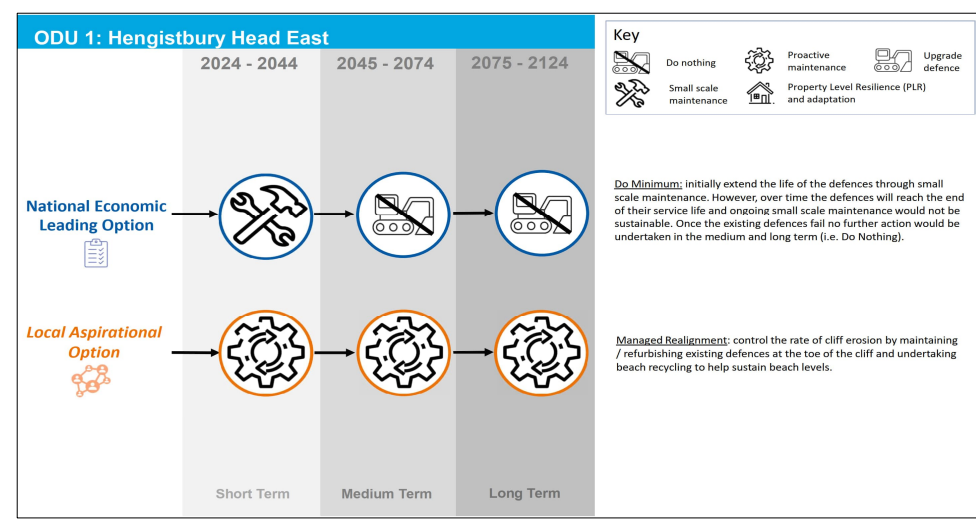 ODU 1: Hengistbury Head East
2024 - 2044
2045 - 2074
2075 - 2124
Key
Do nothing
Proactive
maintenance
Upgrade
defence
Small scale
maintenance
Property Level Resilience (PLR)
and adaptation
National Economic
Leading Option
Do Minimum: initially extend the life of the defences through small
scale maintenance. However, over time the defences will reach the end
of their service life and ongoing small scale maintenance would not be
sustainable. Once the existing defences fail no further action would be
undertaken in the medium and long term (i.e. Do Nothing).
Local Aspirational
Option
Managed Realignment: control the rate of cliff erosion by maintaining
/ refurbishing existing defences at the toe of the cliff and undertaking
beach recycling to help sustain beach levels.
Short Term
Medium Term
Long Term